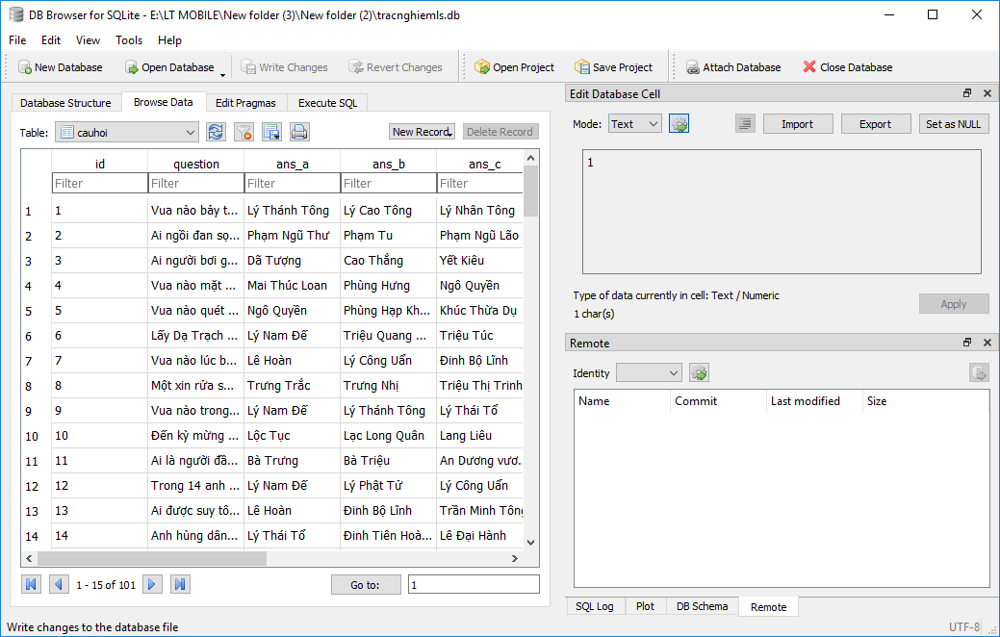 DB Browser for SQLite - E:\LT MOBILE\New folder (3)\New folder (2)\tracnghiemls.db
File Edit View Tools Help
New Database Open Database Write Changes Revert Changes Open Project Save Project Attach Database Close Database
Database Structure Browse Data Edit Pragmas Execute SQL
Table: cauhoi New Record Delete Record
id question ans_a ans_b ans_c
Filter Filter Filter Filter Filter
1 1 Vua nào bảy t... Lý Thánh Tông Lý Cao Tông Lý Nhân Tông
2 2 Ai ngồi đan sọ... Phạm Ngũ Thư Phạm Tu Phạm Ngũ Lão
3 3 Ai người bơi g... Dã Tượng Cao Thắng Yết Kiêu
4 4 Vua nào mặt ... Mai Thúc Loan Phùng Hưng Ngô Quyền
5 5 Vua nào quét ... Ngô Quyền Phùng Hạp Kh... Khúc Thừa Dụ
6 6 Lấy Dạ Trạch ... Lý Nam Đế Triệu Quang ... Triệu Túc
7 7 Vua nào lúc b... Lê Hoàn Lý Công Uẩn Đinh Bộ Lĩnh
8 8 Một xin rửa s... Trưng Trắc Trưng Nhị Triệu Thị Trinh
9 9 Vua nào trong... Lý Nam Đế Lý Thánh Tông Lý Thái Tổ
10 10 Đến kỳ mừng ... Lộc Tục Lạc Long Quân Lang Liêu
11 11 Ai là người đầ... Bà Trưng Bà Triệu An Dương vươ...
12 12 Trong 14 anh ... Lý Nam Đế Lý Phật Tử Lý Công Uẩn
13 13 Ai được suy tô... Lê Hoàn Đinh Bộ Lĩnh Trần Minh Tông
14 14 Anh hùng dân... Lý Thái Tổ Đinh Tiên Hoà... Lê Đại Hành
1 - 15 of 101 Go to: 1
Edit Database Cell
Mode: Text Import Export Set as NULL
1
Type of data currently in cell: Text / Numeric
1 char(s)
Apply
Remote
Identity
Name Commit Last modified Size
SQL Log Plot DB Schema Remote
Write changes to the database file UTF-8